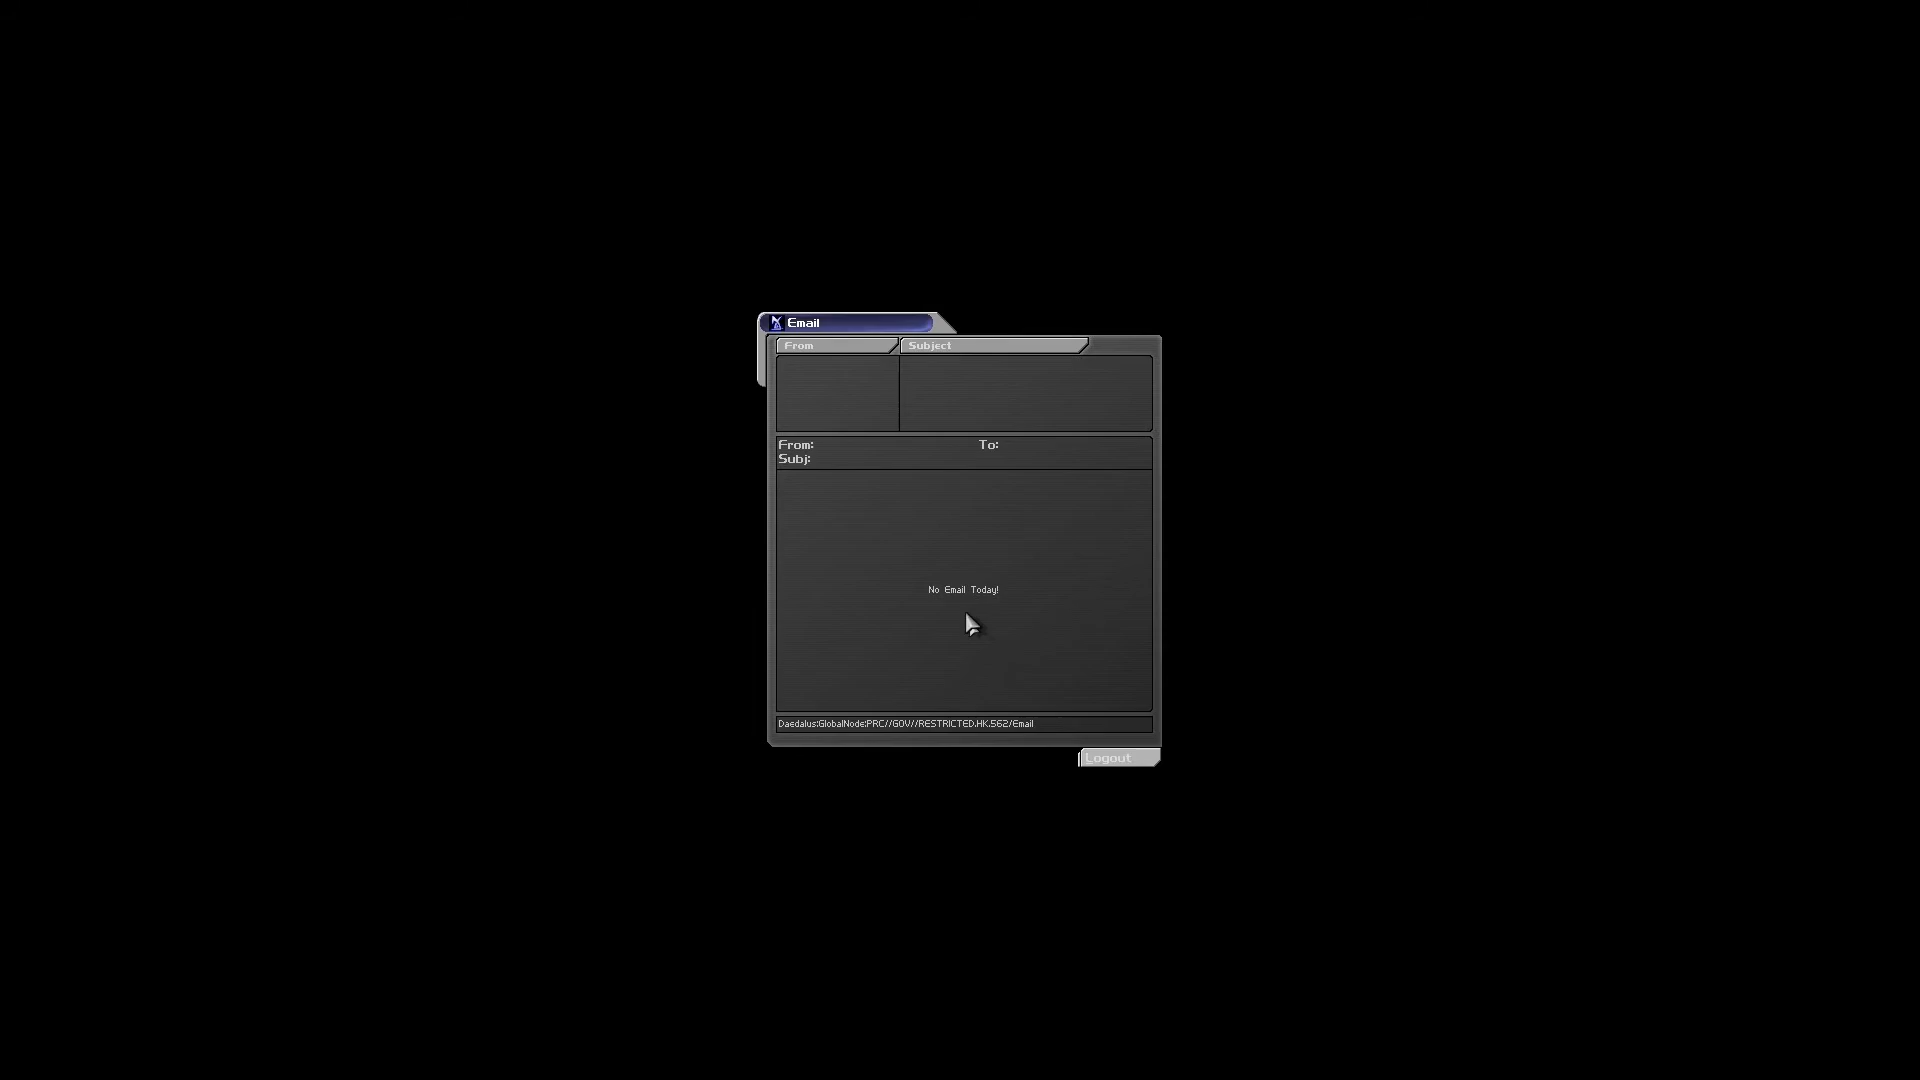 Email
From Subject
From: To:
Subj:
No Email Today!
Daedalus:GlobalNode:PRC//GOV//RESTRICTED.HK.562/Email
Logout